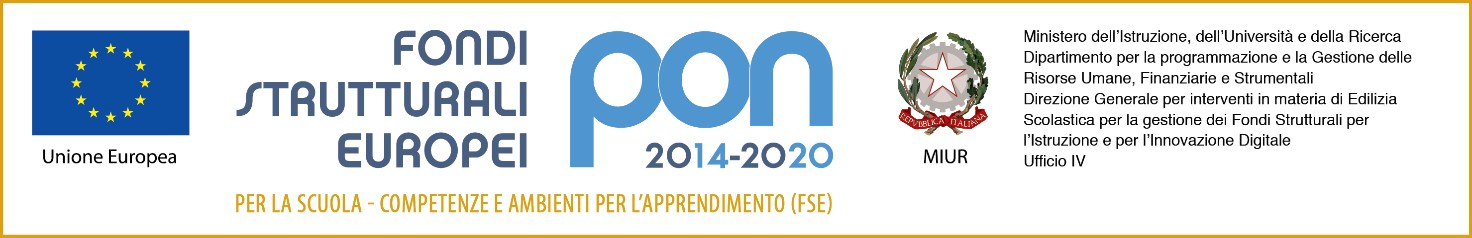 Unione Europea
FONDI
STRUTTURALI
EUROPEI
pon
2014-2020
PER LA SCUOLA - COMPETENZE E AMBIENTI PER L'APPRENDIMENTO (FSE)
REPVBBLICA ITALIANA
MIUR
Ministero dell'Istruzione, dell'Università e della Ricerca
Dipartimento per la programmazione e la Gestione delle
Risorse Umane, Finanziarie e Strumentali
Direzione Generale per interventi in materia di Edilizia
Scolastica per la gestione dei Fondi Strutturali per
l'Istruzione e per l'Innovazione Digitale
Ufficio IV